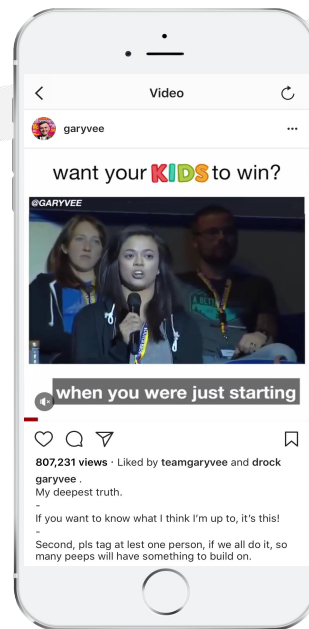 Video
garyvee
want your KIDS to win?
@GARYVEE
when you were just starting
807,231 views · Liked by teamgaryvee and drock
garyvee .
My deepest truth.
-
If you want to know what I think I'm up to, it's this!
-
Second, pls tag at lest one person, if we all do it, so
many peeps will have something to build on.